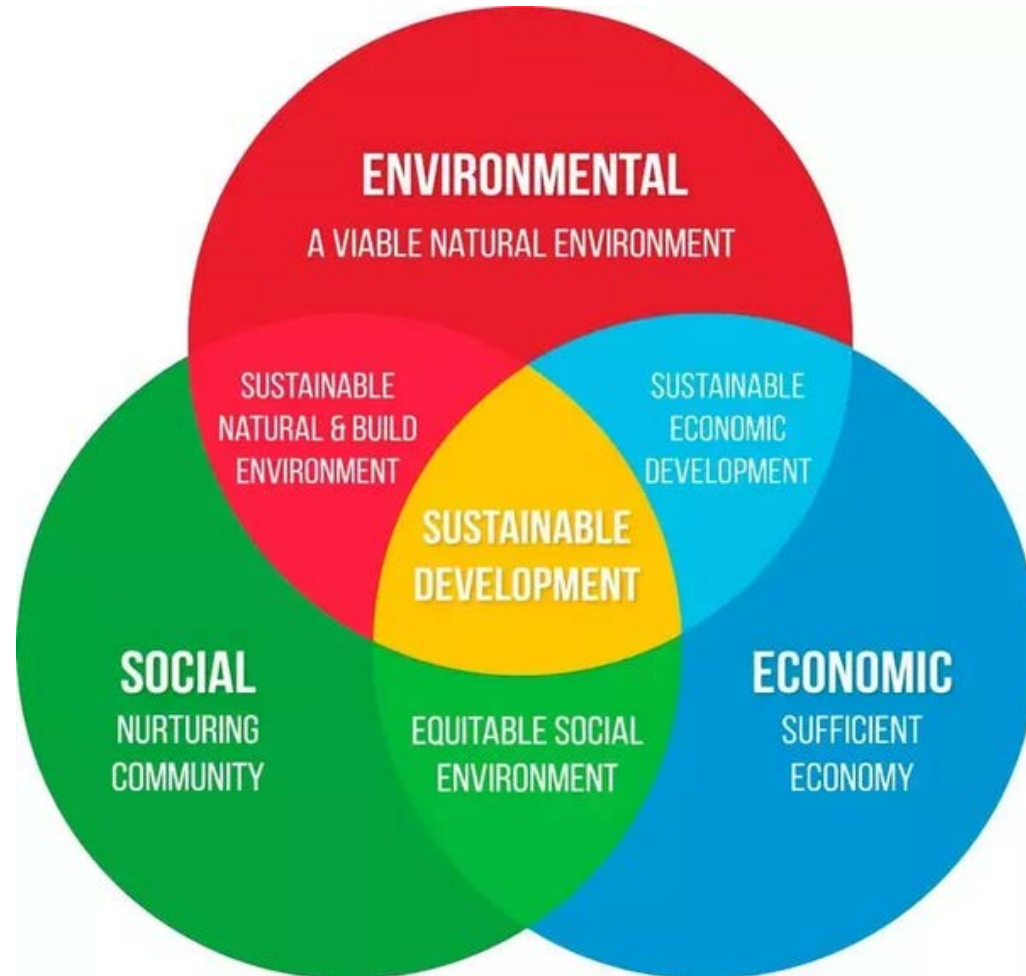 ENVIRONMENTAL
A VIABLE NATURAL ENVIRONMENT
SUSTAINABLE
NATURAL & BUILD
ENVIRONMENT
SUSTAINABLE
ECONOMIC
DEVELOPMENT
SUSTAINABLE
DEVELOPMENT
SOCIAL
NURTURING
COMMUNITY
EQUITABLE SOCIAL
ENVIRONMENT
ECONOMIC
SUFFICIENT
ECONOMY